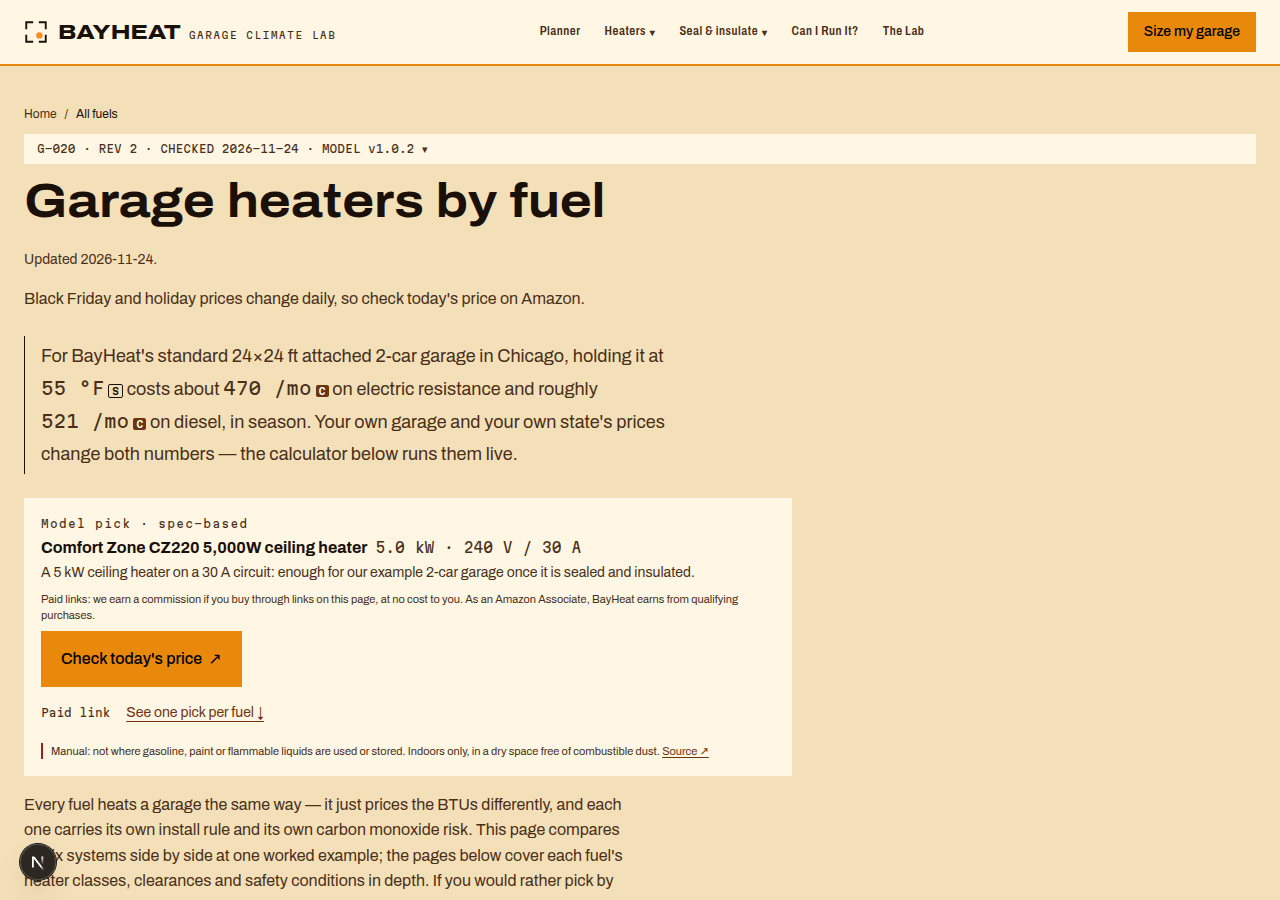 BAYHEAT GARAGE CLIMATE LAB
Planner Heaters ▾ Seal & insulate ▾ Can I Run It? The Lab
Size my garage
Home / All fuels
G-020 · REV 2 · CHECKED 2026-11-24 · MODEL v1.0.2 ▾
Garage heaters by fuel
Updated 2026-11-24.
Black Friday and holiday prices change daily, so check today's price on Amazon.
For BayHeat's standard 24×24 ft attached 2-car garage in Chicago, holding it at
55 °F S costs about 470 /mo C on electric resistance and roughly
521 /mo C on diesel, in season. Your own garage and your own state's prices
change both numbers — the calculator below runs them live.
Model pick · spec-based
Comfort Zone CZ220 5,000W ceiling heater 5.0 kW · 240 V / 30 A
A 5 kW ceiling heater on a 30 A circuit: enough for our example 2-car garage once it is sealed and insulated.
Paid links: we earn a commission if you buy through links on this page, at no cost to you. As an Amazon Associate, BayHeat earns from qualifying
purchases.
Check today's price ↗
Paid link See one pick per fuel ↓
Manual: not where gasoline, paint or flammable liquids are used or stored. Indoors only, in a dry space free of combustible dust. Source ↗
Every fuel heats a garage the same way — it just prices the BTUs differently, and each
one carries its own install rule and its own carbon monoxide risk. This page compares
systems side by side at one worked example; the pages below cover each fuel's
heater classes, clearances and safety conditions in depth. If you would rather pick by